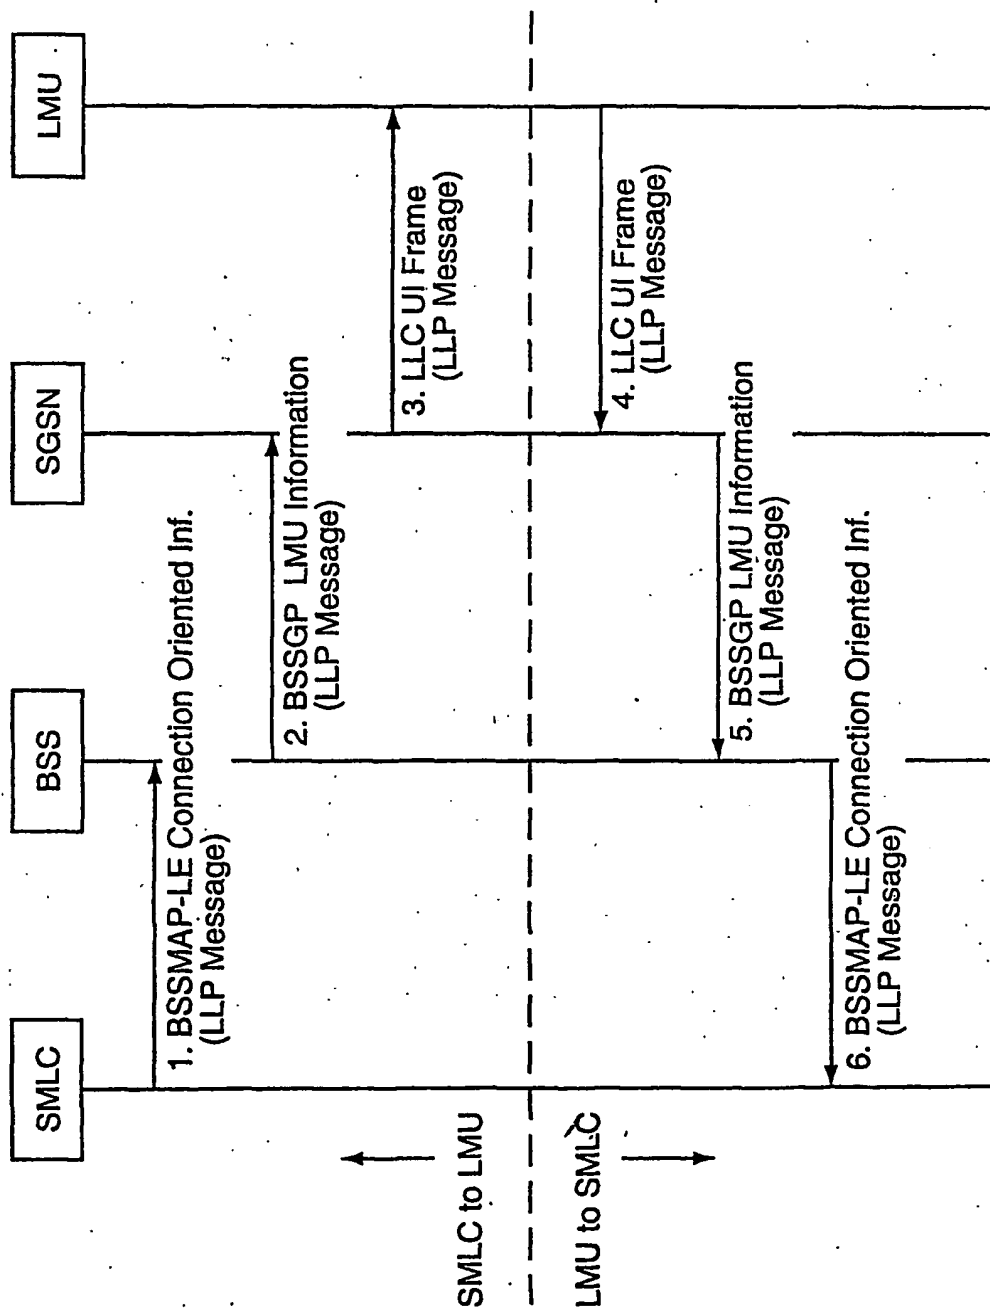 SMLC
BSS
SGSN
LMU
1. BSSMAP-LE Connection Oriented Inf.
(LLP Message)
2. BSSGP LMU Information
(LLP Message)
3. LLC UI Frame
(LLP Message)
SMLC to LMU
LMU to SMLC
4. LLC UI Frame
(LLP Message)
5. BSSGP LMU Information
(LLP Message)
6. BSSMAP-LE Connection Oriented Inf.
(LLP Message)